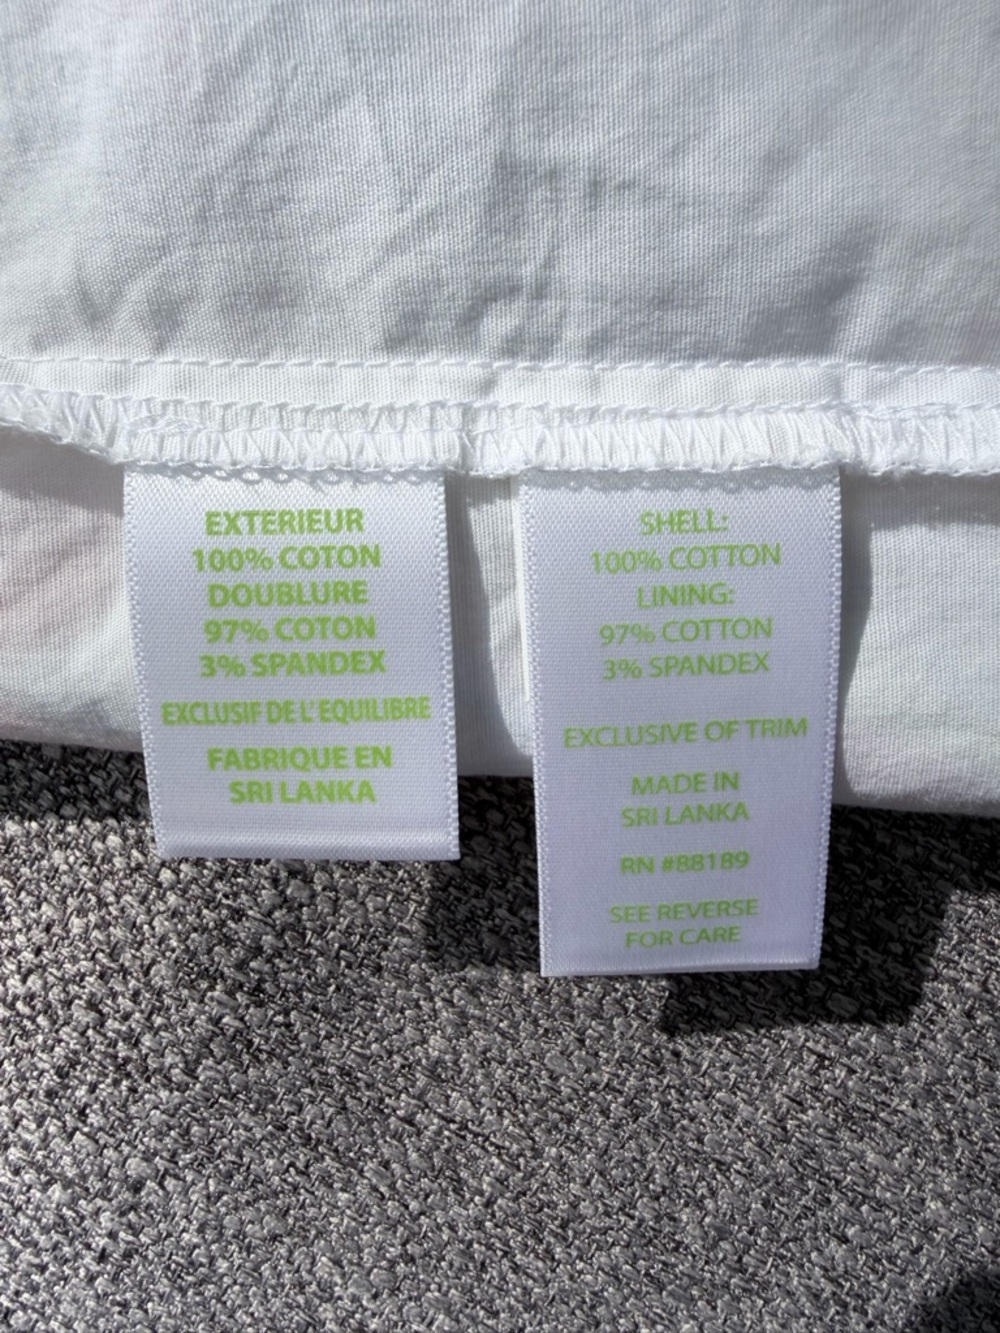 EXTERIEUR
100% COTON
DOUBLURE
97% COTON
3% SPANDEX
EXCLUSIF DE L' EQUILIBRE
FABRIQUE EN
SRI LANKA
SHELL:
100% COTTON
LINING:
97% COTTON
3% SPANDEX
EXCLUSIVE OF TRIM
MADE IN
SRI LANKA
RN #88189
SEE REVERSE
FOR CARE